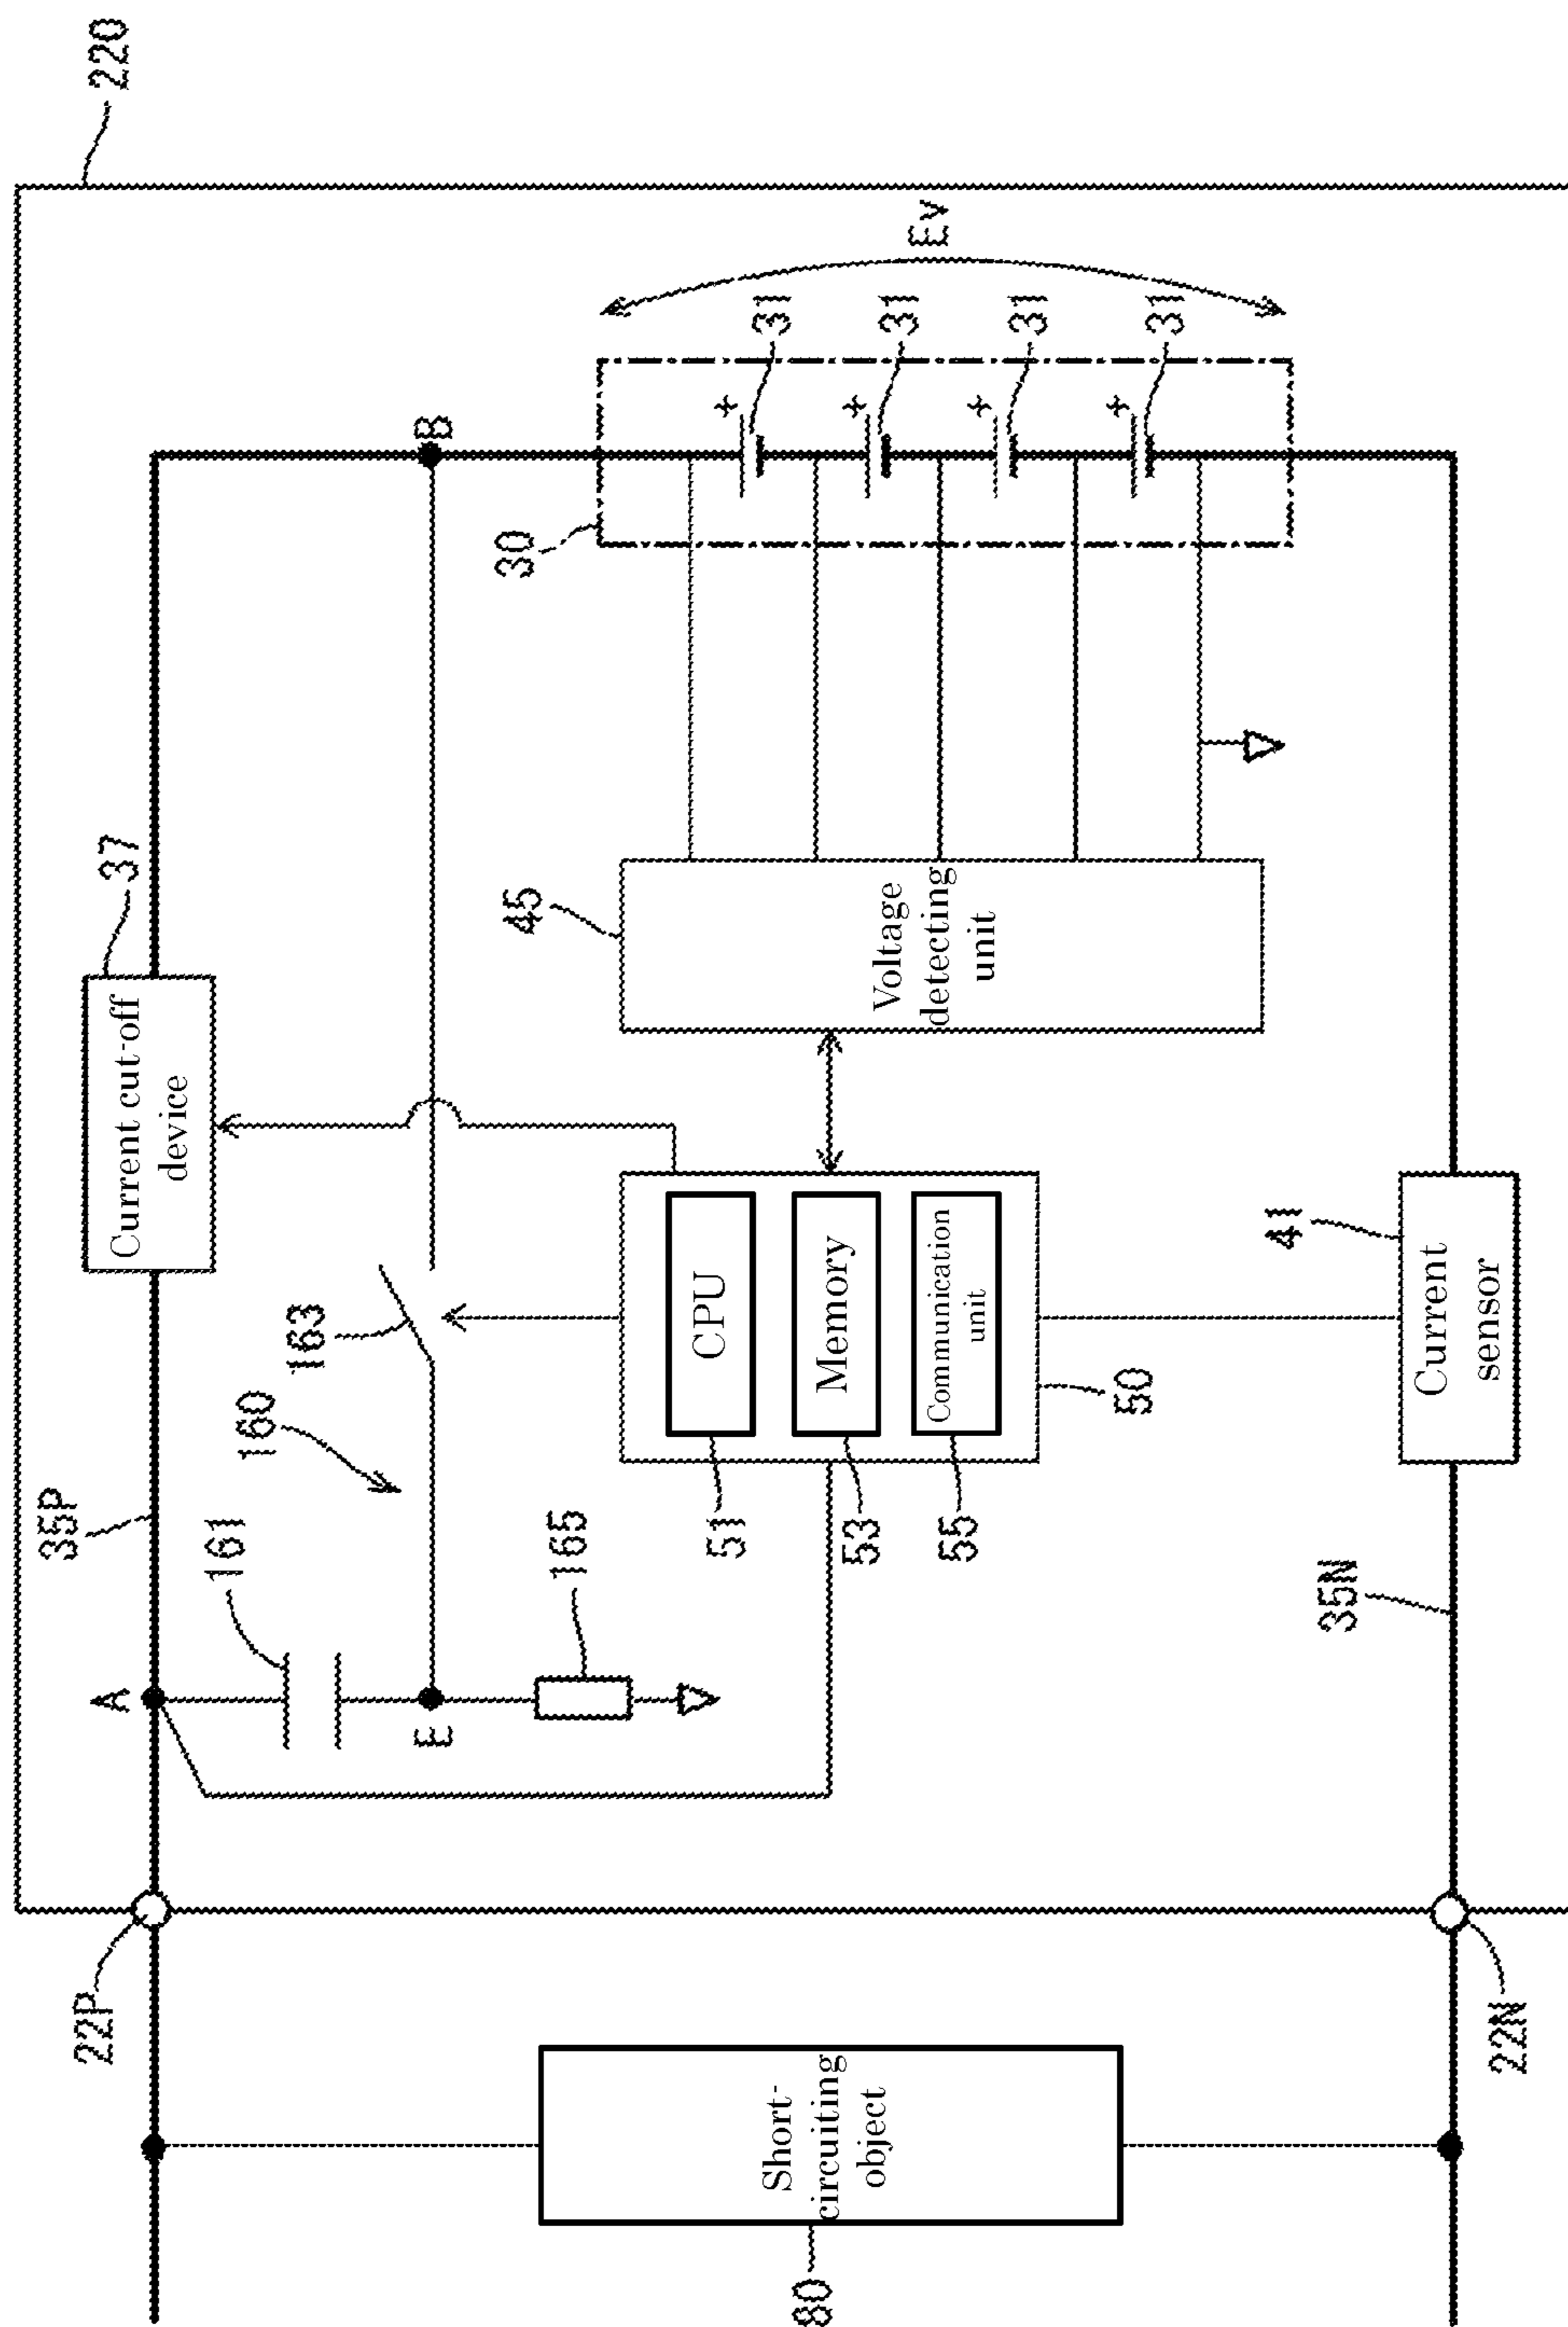 220
37
Current cut-off
device
35P
22P
A
161
160
163
B
E
165
30
31
31
31
31
Ev
+
+
+
+
45
Voltage
detecting
unit
CPU
Memory
Communication
unit
51
53
55
50
41
Current
sensor
35N
22N
Short-
circuiting
object
80